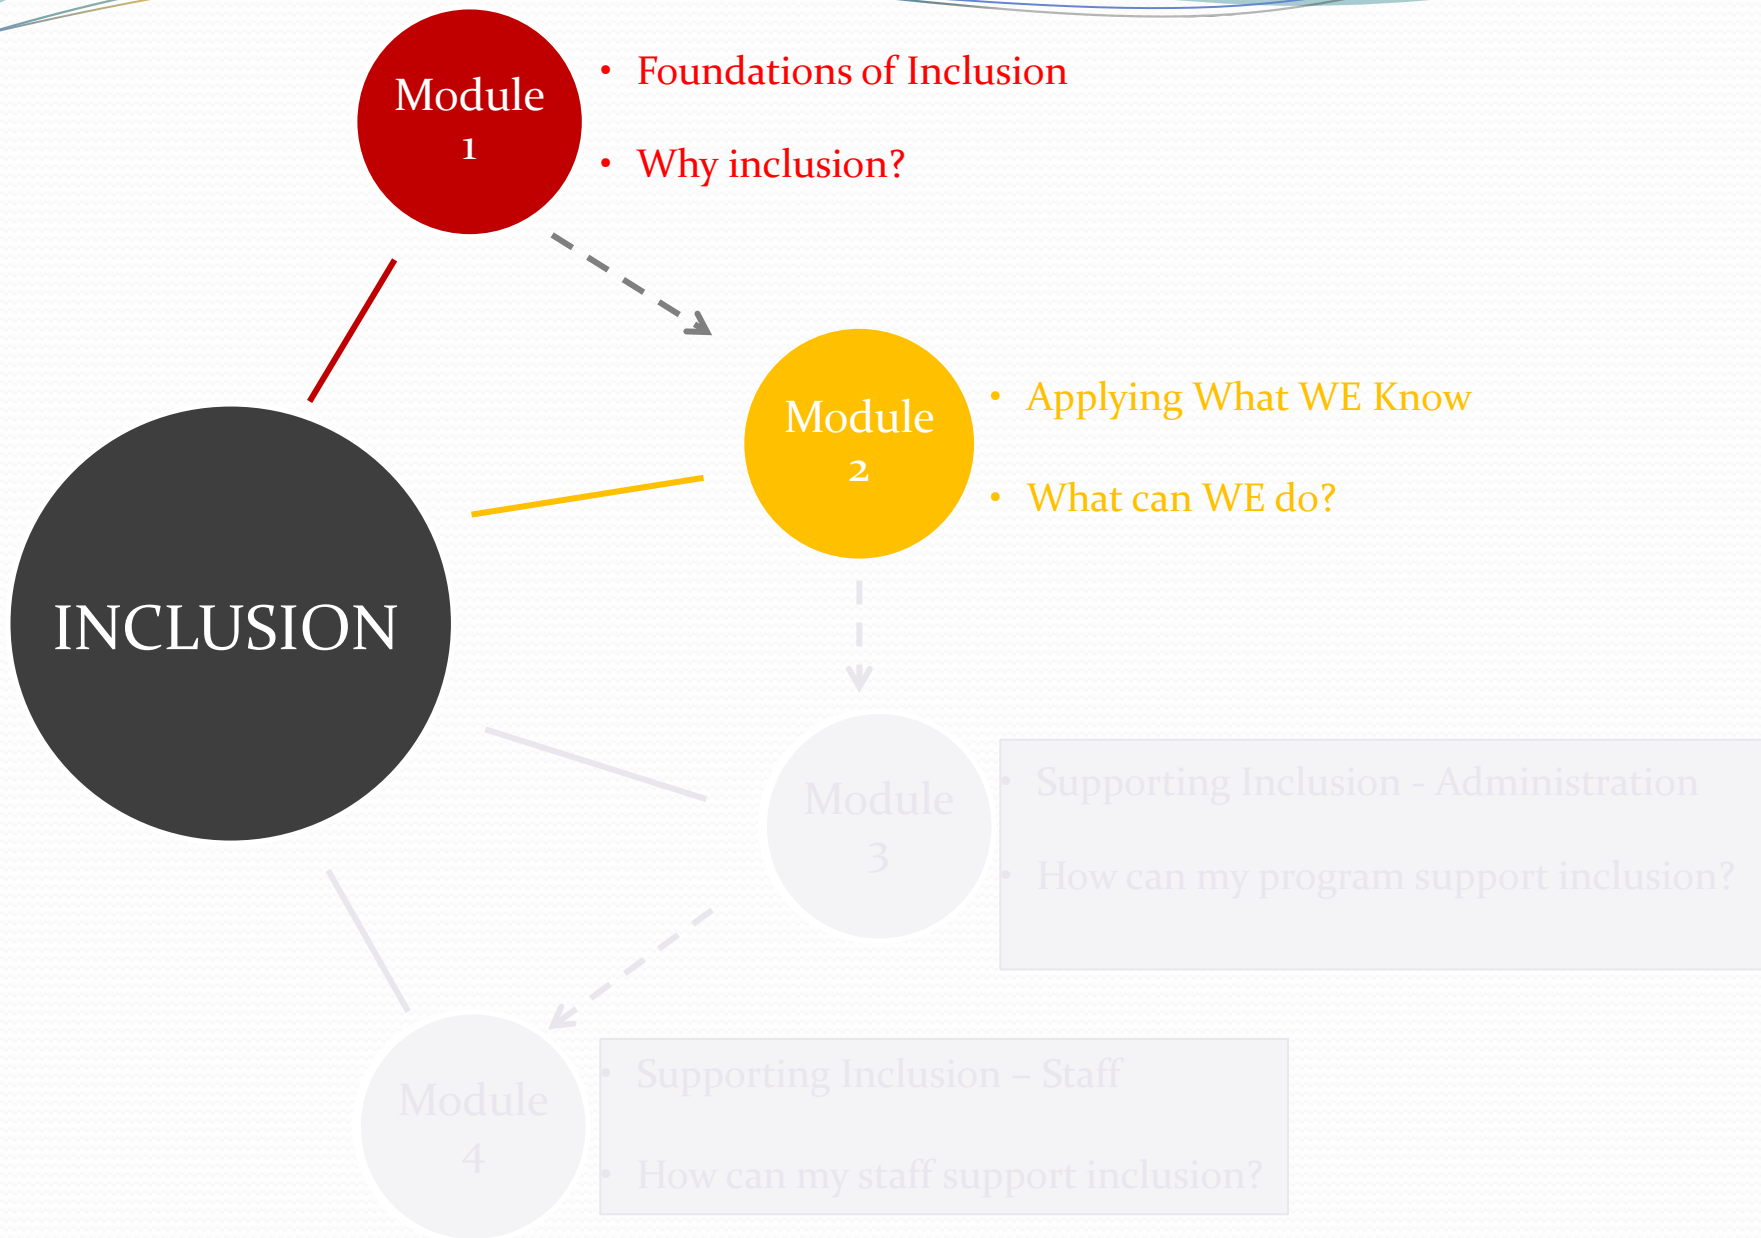 Module
1
• Foundations of Inclusion
• Why inclusion?
Module
2
• Applying What WE Know
• What can WE do?
INCLUSION
Module
3
• Supporting Inclusion - Administration
• How can my program support inclusion?
Module
4
• Supporting Inclusion – Staff
• How can my staff support inclusion?